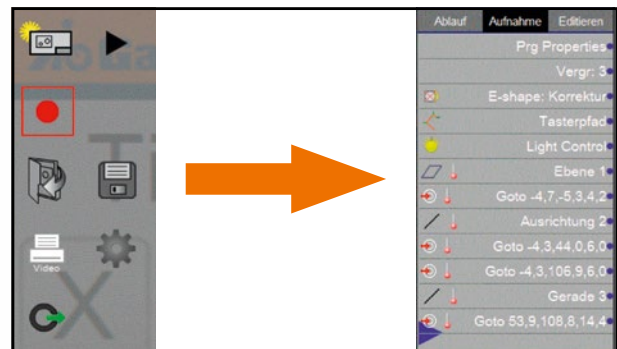 Video
X
Ablauf Aufnahme Editieren
Prg Properties
Vergr: 3
E-shape: Korrektur
Tasterpfad
Light Control
Ebene 1
Goto -4,7,-5,3,4,2
Ausrichtung 2
Goto -4,3,44,0,6,0
Goto -4,3,106,9,6,0
Gerade 3
Goto 53,9,108,8,14,4